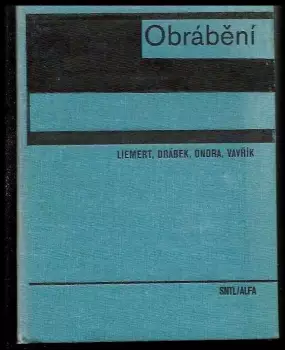 Obrábění
LIEMERT, DRÁBEK, ONDRA, VAVŘÍK
SNTL/ALFA